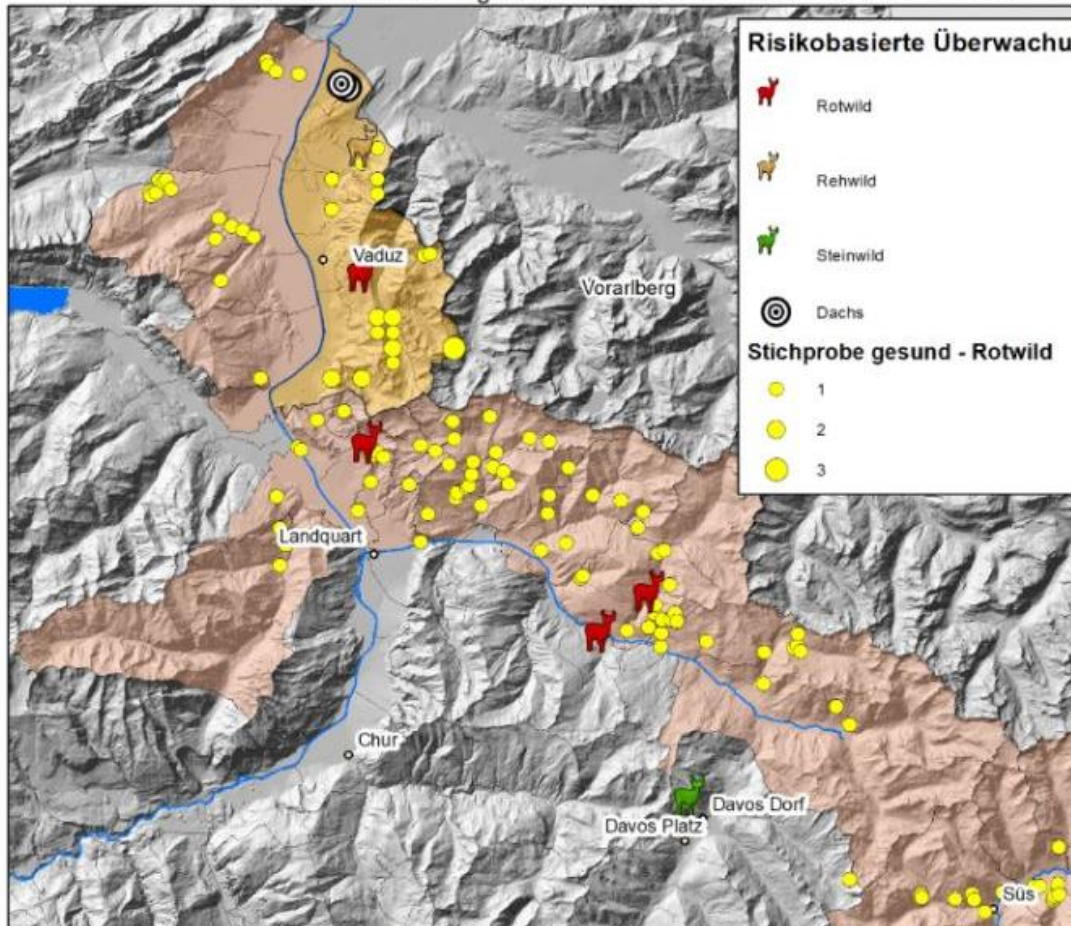 Risikobasierte Überwachu
Rotwild
Rehwild
Steinwild
Dachs
Stichprobe gesund - Rotwild
1
2
3
Vaduz
Vorarlberg
Landquart
Chur
Davos Dorf
Davos Platz
Süs